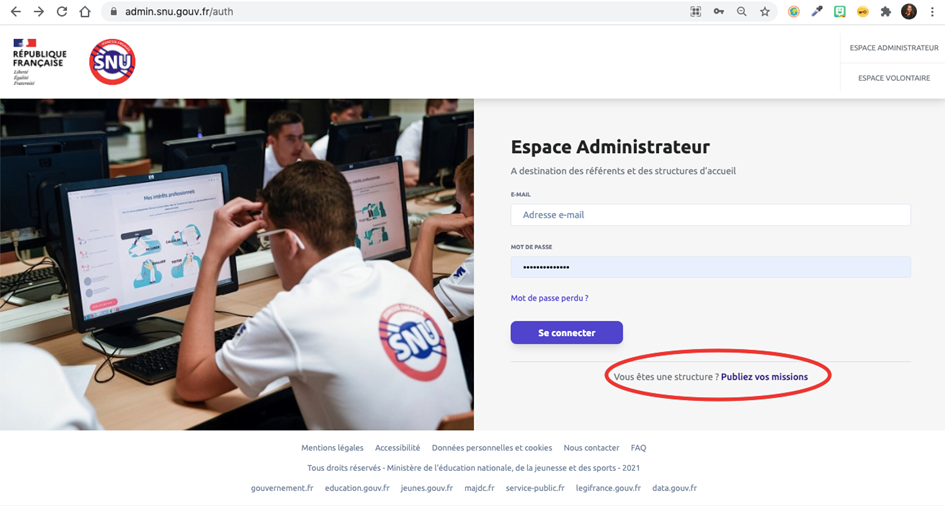 admin.snu.gouv.fr/auth
RÉPUBLIQUE
FRANÇAISE
Liberté
Égalité
Fraternité
SNU
ESPACE ADMINISTRATEUR
ESPACE VOLONTAIRE
Mes intérêts professionnels
SNU
Espace Administrateur
A destination des référents et des structures d'accueil
E-MAIL
Adresse e-mail
MOT DE PASSE
••••••••••••••
Mot de passe perdu ?
Se connecter
Vous êtes une structure ? Publiez vos missions
Mentions légales Accessibilité Données personnelles et cookies Nous contacter FAQ
Tous droits réservés - Ministère de l'éducation nationale, de la jeunesse et des sports - 2021
gouvernement.fr education.gouv.fr jeunes.gouv.fr majdc.fr service-public.fr legifrance.gouv.fr data.gouv.fr